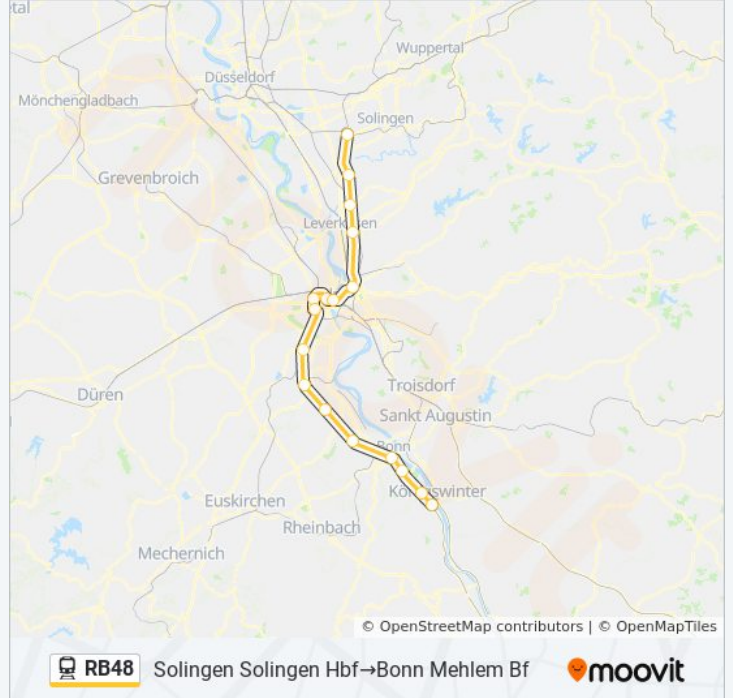 tal
Wuppertal
Düsseldorf
Mönchengladbach
Solingen
Grevenbroich
Leverkusen
Düren
Troisdorf
Sankt Augustin
Bonn
Königswinter
Euskirchen
Rheinbach
Mechernich
© OpenStreetMap contributors | © OpenMapTiles
RB48 Solingen Solingen Hbf→Bonn Mehlem Bf moovit